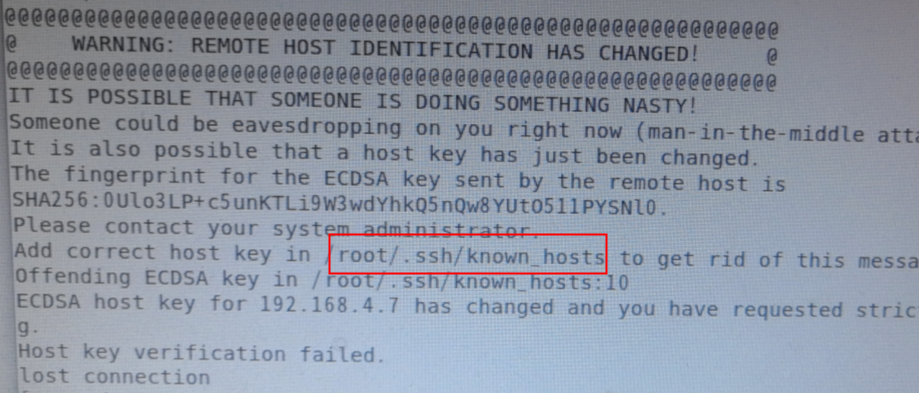 @@@@@@@@@@@@@@@@@@@@@@@@@@@@@@@@@@@@@@@@@@@@@@@@@@@@@@@@@@@
@ WARNING: REMOTE HOST IDENTIFICATION HAS CHANGED! @
@@@@@@@@@@@@@@@@@@@@@@@@@@@@@@@@@@@@@@@@@@@@@@@@@@@@@@@@@@@
IT IS POSSIBLE THAT SOMEONE IS DOING SOMETHING NASTY!
Someone could be eavesdropping on you right now (man-in-the-middle atta
It is also possible that a host key has just been changed.
The fingerprint for the ECDSA key sent by the remote host is
SHA256:0Ulo3LP+c5unKTLi9W3wdYhkQ5nQw8YUtO511PYSNl0.
Please contact your system administrator.
Add correct host key in /root/.ssh/known_hosts to get rid of this messa
Offending ECDSA key in /root/.ssh/known_hosts:10
ECDSA host key for 192.168.4.7 has changed and you have requested stric
g.
Host key verification failed.
lost connection